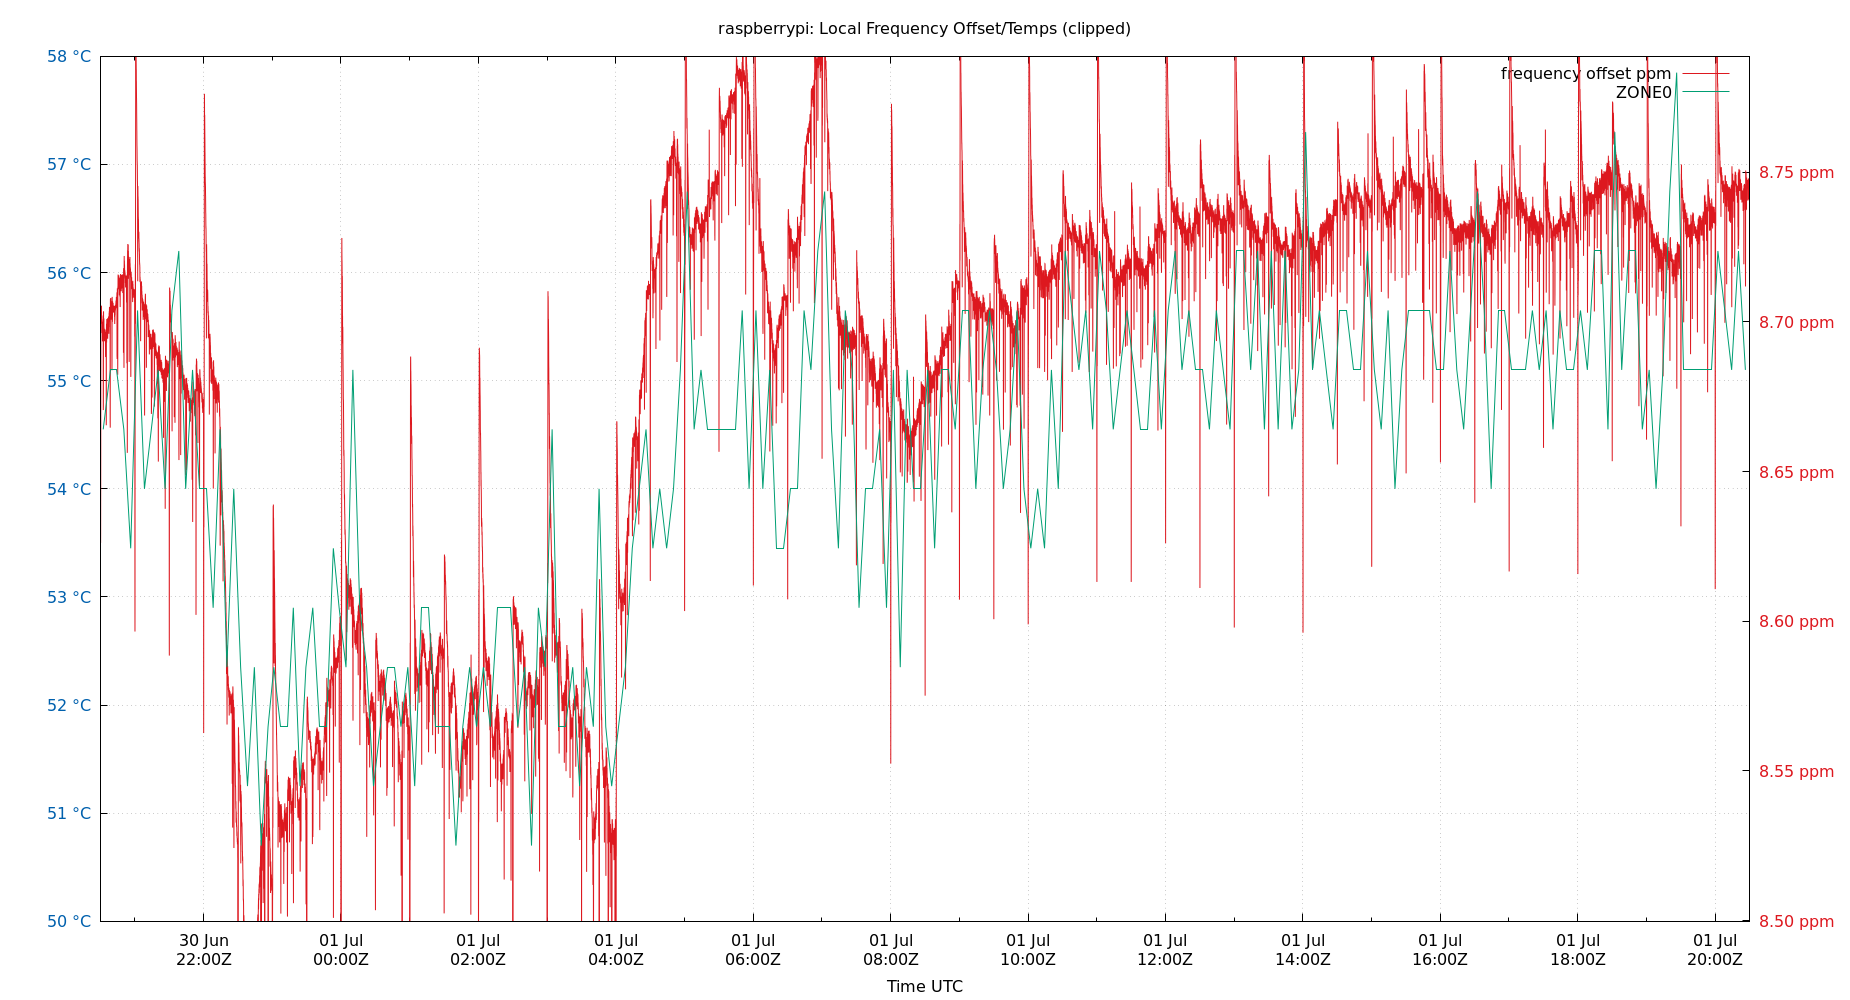 raspberrypi: Local Frequency Offset/Temps (clipped)
58 °C
57 °C
56 °C
55 °C
54 °C
53 °C
52 °C
51 °C
50 °C
frequency offset ppm
ZONE0
8.75 ppm
8.70 ppm
8.65 ppm
8.60 ppm
8.55 ppm
8.50 ppm
30 Jun
22:00Z
01 Jul
00:00Z
01 Jul
02:00Z
01 Jul
04:00Z
01 Jul
06:00Z
01 Jul
08:00Z
01 Jul
10:00Z
01 Jul
12:00Z
01 Jul
14:00Z
01 Jul
16:00Z
01 Jul
18:00Z
01 Jul
20:00Z
Time UTC